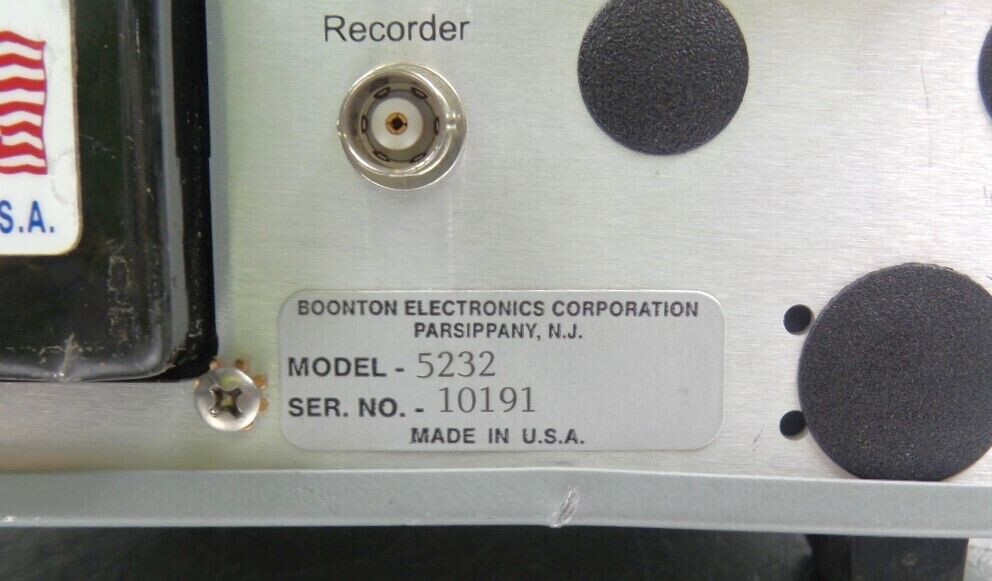 Recorder
S.A.
BOONTON ELECTRONICS CORPORATION
PARSIPPANY, N.J.
MODEL - 5232
SER. NO. - 10191
MADE IN U.S.A.